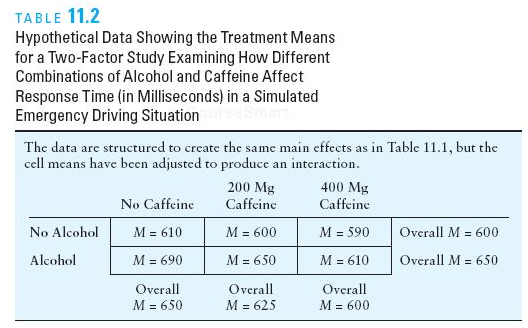 TABLE 11.2
Hypothetical Data Showing the Treatment Means
for a Two-Factor Study Examining How Different
Combinations of Alcohol and Caffeine Affect
Response Time (in Milliseconds) in a Simulated
Emergency Driving Situation
CourseSmart
The data are structured to create the same main effects as in Table 11.1, but the
cell means have been adjusted to produce an interaction.
200 Mg 400 Mg
No Caffeine Caffeine Caffeine
No Alcohol M = 610 M = 600 M = 590 Overall M = 600
Alcohol M = 690 M = 650 M = 610 Overall M = 650
Overall Overall Overall
M = 650 M = 625 M = 600